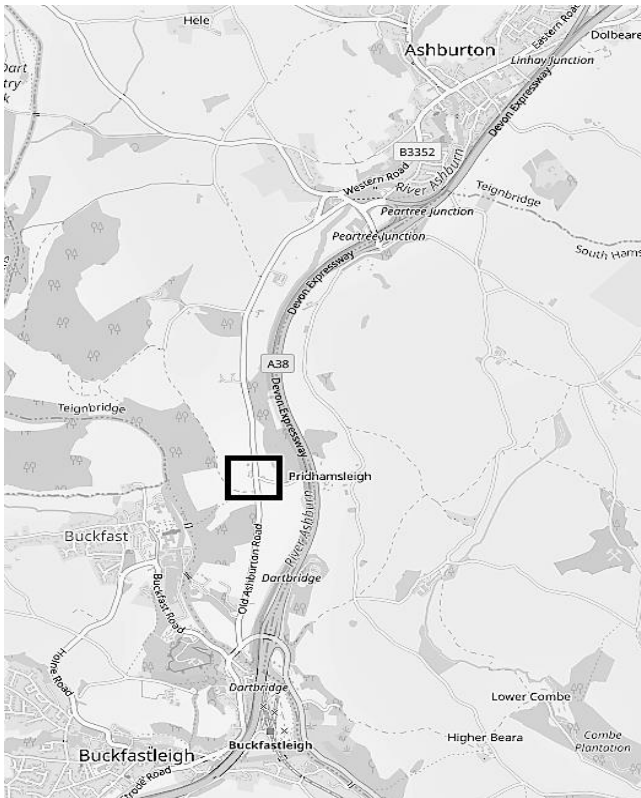 Hele
Dolbeare
Eastern Road
Ashburton
Linhay Junction
Dart
try
k
Devon Expressway
B3352
Western Road
River Ashburn
Teignbridge
Peartree Junction
Peartree Junction
South Hams
Devon Expressway
A38
Devon Expressway
Teignbridge
Pridhamsleigh
River Ashburn
Buckfast
Old Ashburton Road
Dartbridge
Buckfast Road
Holne Road
Dartbridge
Lower Combe
Buckfastleigh
Higher Beara
Combe
Plantation
Buckfastleigh
Strode Road